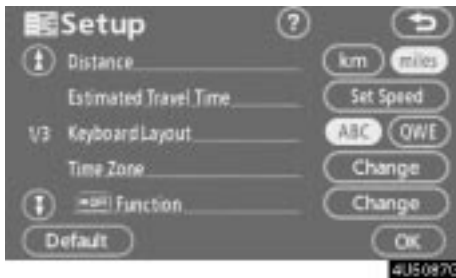 Setup ?
Distance km miles
Estimated Travel Time Set Speed
1/3 Keyboard Layout ABC QWE
Time Zone Change
Function Change
Default OK
4U5087G